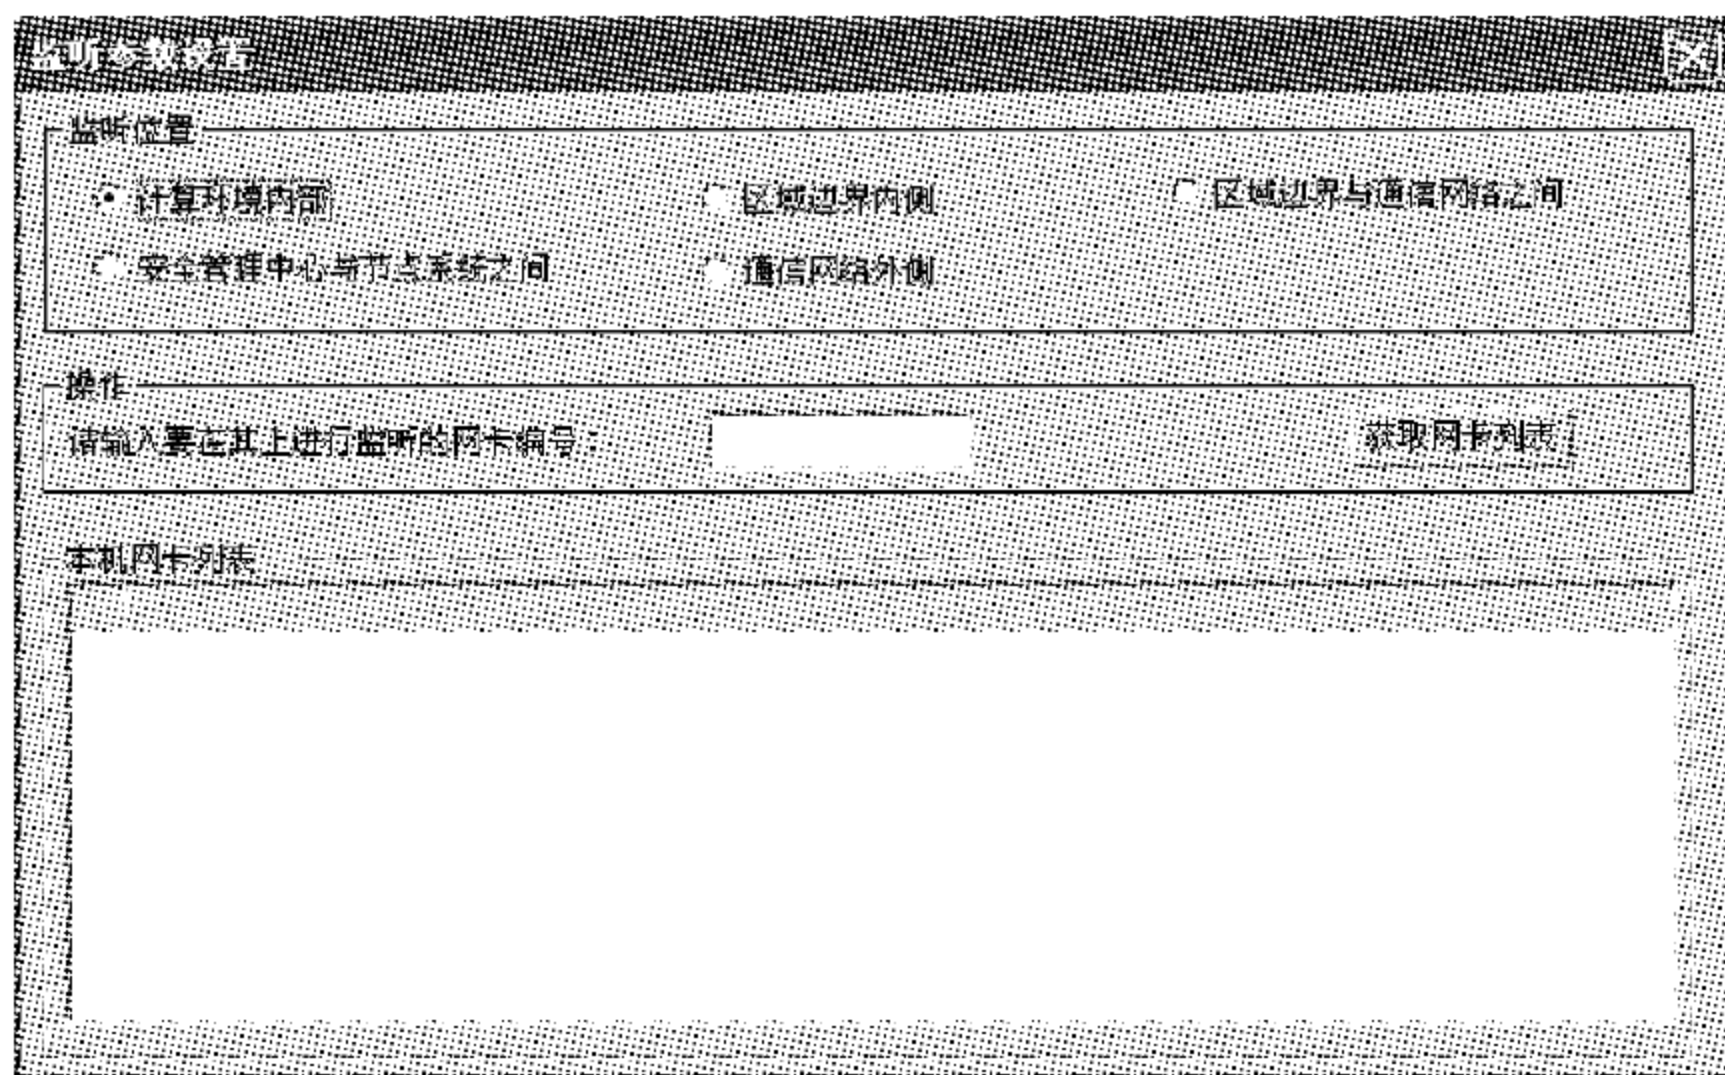 监听参数设置
监听位置
计算环境内部 区域边界内侧 区域边界与通信网络之间
安全管理中心与节点系统之间 通信网络外侧
操作
请输入要在其上进行监听的网卡编号： 获取网卡列表
本机网卡列表